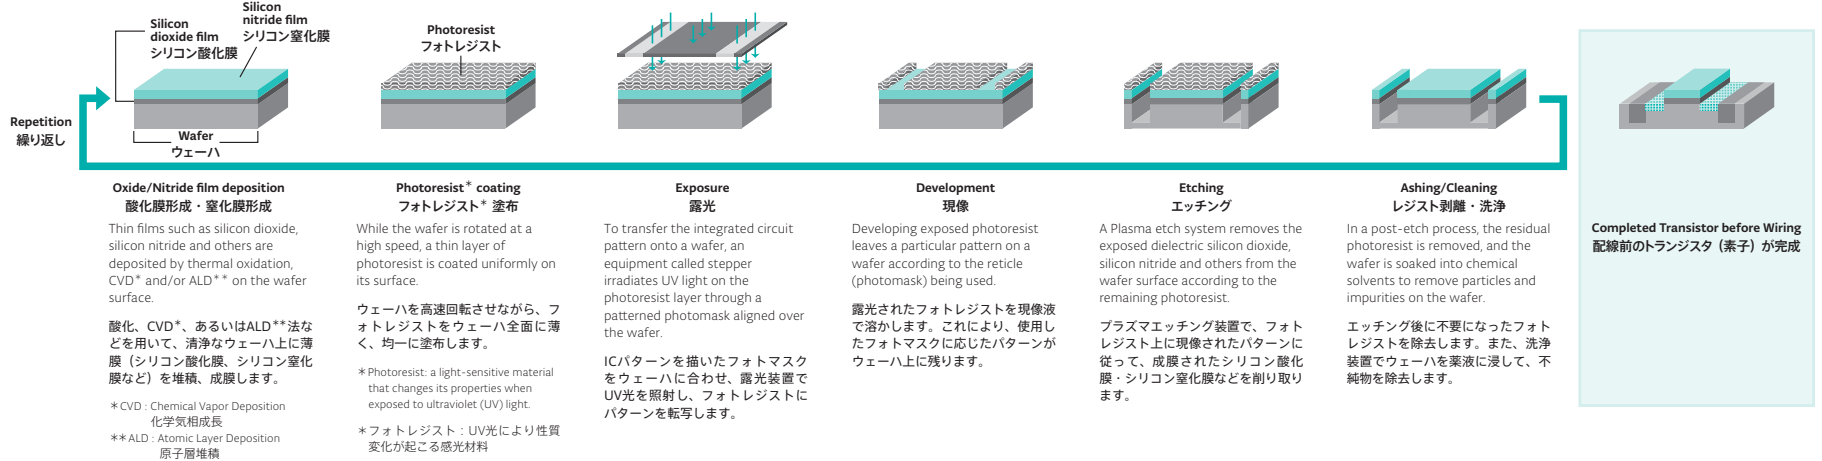 Silicon
dioxide film
シリコン酸化膜
Silicon
nitride film
シリコン窒化膜
Wafer
ウェーハ
Photoresist
フォトレジスト
Repetition
繰り返し
Oxide/Nitride film deposition
酸化膜形成・窒化膜形成
Thin films such as silicon dioxide,
silicon nitride and others are
deposited by thermal oxidation,
CVD* and/or ALD** on the wafer
surface.
酸化、CVD*、あるいはALD**法な
どを用いて、清浄なウェーハ上に薄
膜（シリコン酸化膜、シリコン窒化
膜など）を堆積、成膜します。
*CVD : Chemical Vapor Deposition
化学気相成長
**ALD : Atomic Layer Deposition
原子層堆積
Photoresist* coating
フォトレジスト* 塗布
While the wafer is rotated at a
high speed, a thin layer of
photoresist is coated uniformly on
its surface.
ウェーハを高速回転させながら、フ
ォトレジストをウェーハ全面に薄
く、均一に塗布します。
*Photoresist: a light-sensitive material
that changes its properties when
exposed to ultraviolet (UV) light.
*フォトレジスト：UV光により性質
変化が起こる感光材料
Exposure
露光
To transfer the integrated circuit
pattern onto a wafer, an
equipment called stepper
irradiates UV light on the
photoresist layer through a
patterned photomask aligned over
the wafer.
ICパターンを描いたフォトマスク
をウェーハに合わせ、露光装置で
UV光を照射し、フォトレジストに
パターンを転写します。
Development
現像
Developing exposed photoresist
leaves a particular pattern on a
wafer according to the reticle
(photomask) being used.
露光されたフォトレジストを現像液
で溶かします。これにより、使用し
たフォトマスクに応じたパターンが
ウェーハ上に残ります。
Etching
エッチング
A Plasma etch system removes the
exposed dielectric silicon dioxide,
silicon nitride and others from the
wafer surface according to the
remaining photoresist.
プラズマエッチング装置で、フォト
レジスト上に現像されたパターンに
従って、成膜されたシリコン酸化
膜・シリコン窒化膜などを削り取り
ます。
Ashing/Cleaning
レジスト剥離・洗浄
In a post-etch process, the residual
photoresist is removed, and the
wafer is soaked into chemical
solvents to remove particles and
impurities on the wafer.
エッチング後に不要になったフォト
レジストを除去します。また、洗浄
装置でウェーハを薬液に浸して、不
純物を除去します。
Completed Transistor before Wiring
配線前のトランジスタ（素子）が完成